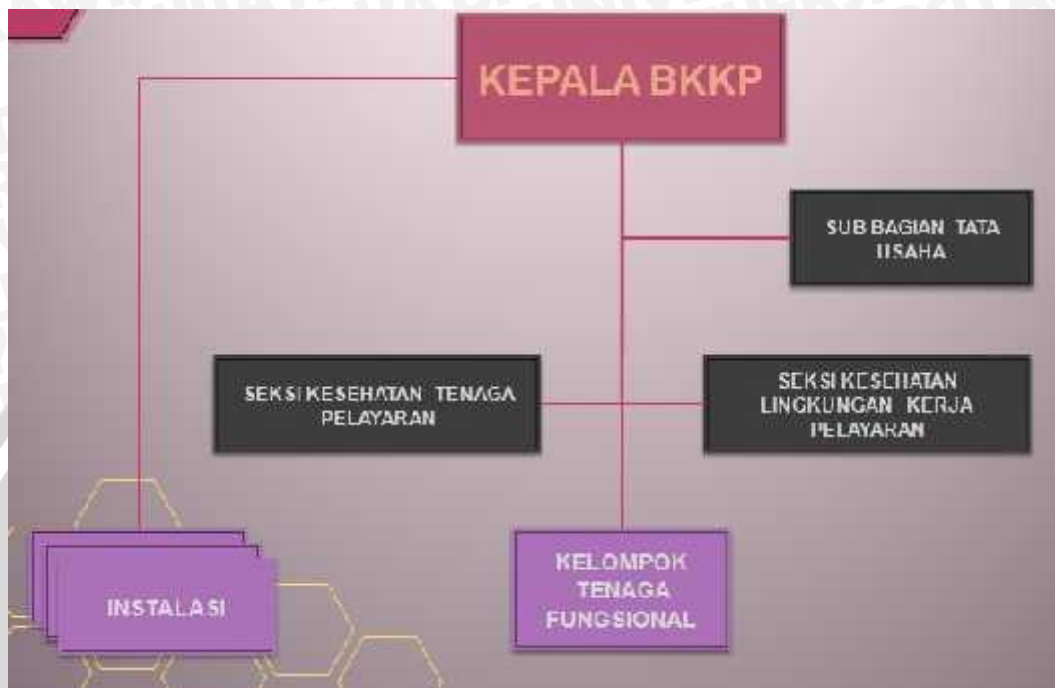 KEPALA BKKP
SUB BAGIAN TATA
USAHA
SEKSI KESEHATAN TENAGA
PELAYARAN
SEKSI KESEHATAN
LINGKUNGAN KERJA
PELAYARAN
INSTALASI
KELOMPOK
TENAGA
FUNGSIONAL